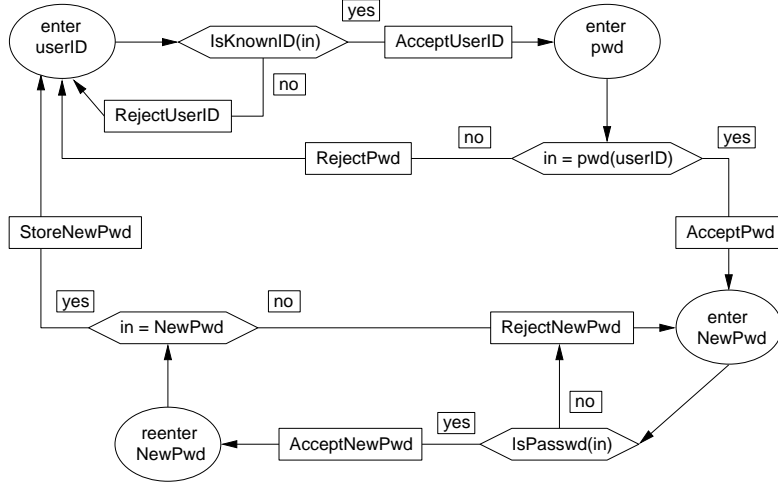 enter
userID
IsKnownID(in)
yes
AcceptUserID
enter
pwd
no
RejectUserID
RejectPwd
no
in = pwd(userID)
yes
StoreNewPwd
AcceptPwd
yes
in = NewPwd
no
RejectNewPwd
enter
NewPwd
no
reenter
NewPwd
AcceptNewPwd
yes
IsPasswd(in)